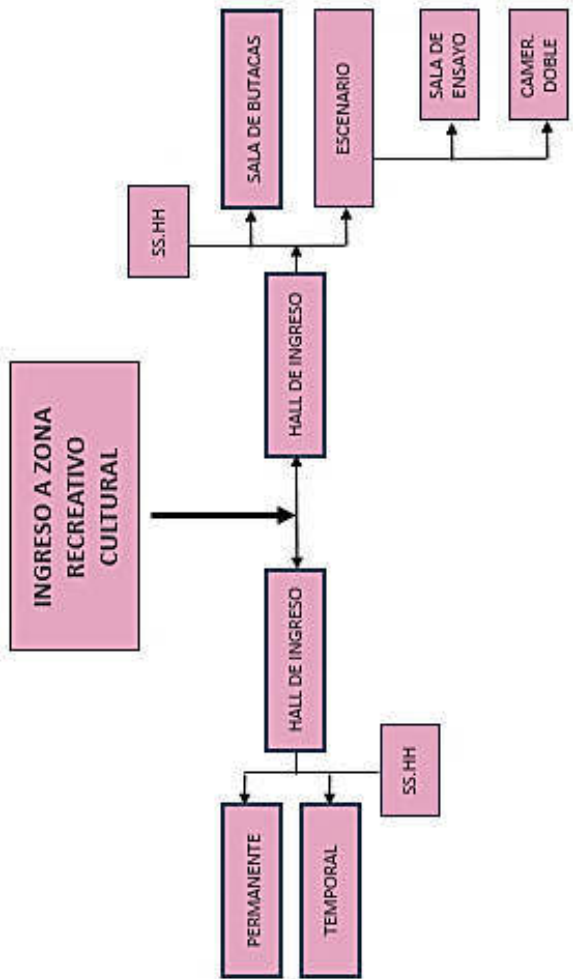 INGRESO A ZONA
RECREATIVO
CULTURAL
HALL DE INGRESO
HALL DE INGRESO
PERMANENTE
TEMPORAL
SS.HH
SS.HH
SALA DE BUTACAS
ESCENARIO
SALA DE
ENSAYO
CAMER.
DOBLE